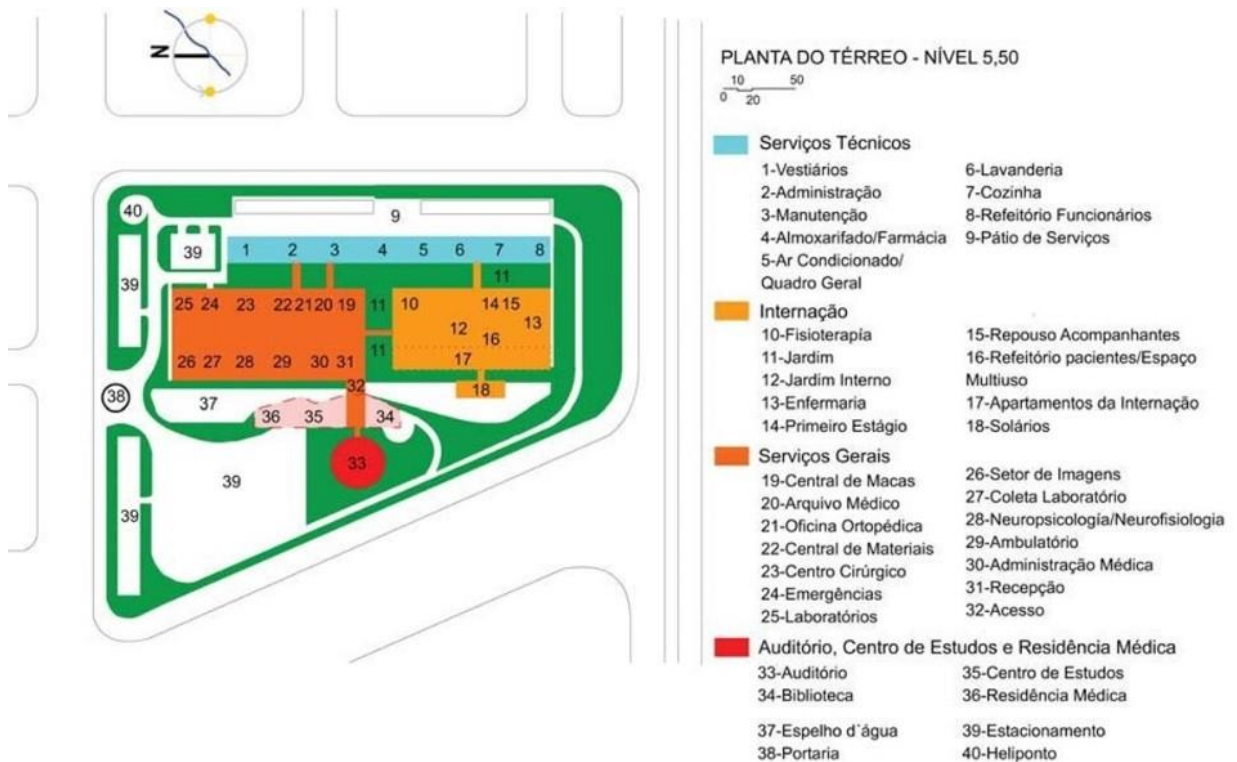 N
PLANTA DO TÉRREO - NÍVEL 5,50
10 50
0 20
40
9
39
1 2 3 4 5 6 7 8
39
11
25 24 23 22 21 20 19 11 10 14 15
12 13
16
11
26 27 28 29 30 31 17
32 18
38 37
36 35 34
33
39
39
Serviços Técnicos
1-Vestiários
2-Administração
3-Manutenção
4-Almoxarifado/Farmácia
5-Ar Condicionado/
Quadro Geral
6-Lavanderia
7-Cozinha
8-Refeitório Funcionários
9-Pátio de Serviços
Internação
10-Fisioterapía
11-Jardim
12-Jardim Interno
13-Enfermaria
14-Primeiro Estágio
15-Repouso Acompanhantes
16-Refeitório pacientes/Espaço
Multiuso
17-Apartamentos da Internação
18-Solários
Serviços Gerais
19-Central de Macas
20-Arquivo Médico
21-Oficina Ortopédica
22-Central de Materiais
23-Centro Cirúrgico
24-Emergências
25-Laboratórios
26-Setor de Imagens
27-Coleta Laboratório
28-Neuropsicología/Neurofisiologia
29-Ambulatório
30-Administração Médica
31-Recepção
32-Acesso
Auditório, Centro de Estudos e Residência Médica
33-Auditório
34-Biblioteca
35-Centro de Estudos
36-Residência Médica
37-Espelho d´água
38-Portaria
39-Estacionamento
40-Heliponto